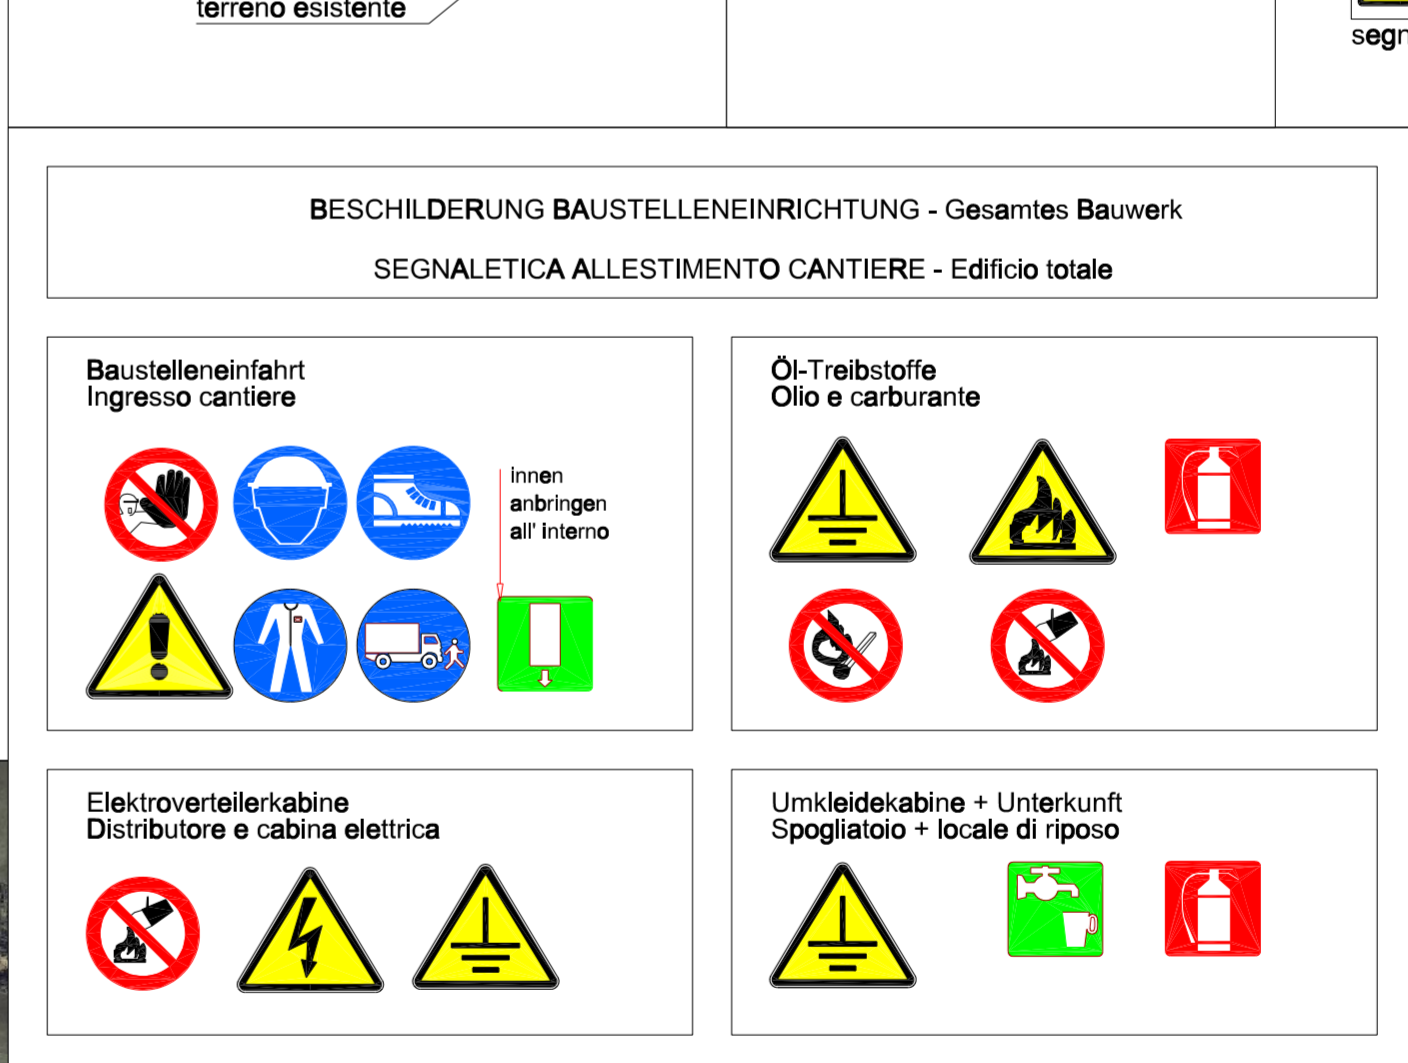 terreno esistente
BESCHILDERUNG BAUSTELLENEINRICHTUNG - Gesamtes Bauwerk
SEGNALETICA ALLESTIMENTO CANTIERE - Edificio totale
Baustelleneinfahrt
Ingresso cantiere
innen
anbringen
all' interno
Öl-Treibstoffe
Olio e carburante
Elektroverteilerkabine
Distributore e cabina elettrica
Umkleidekabine + Unterkunft
Spogliatoio + locale di riposo